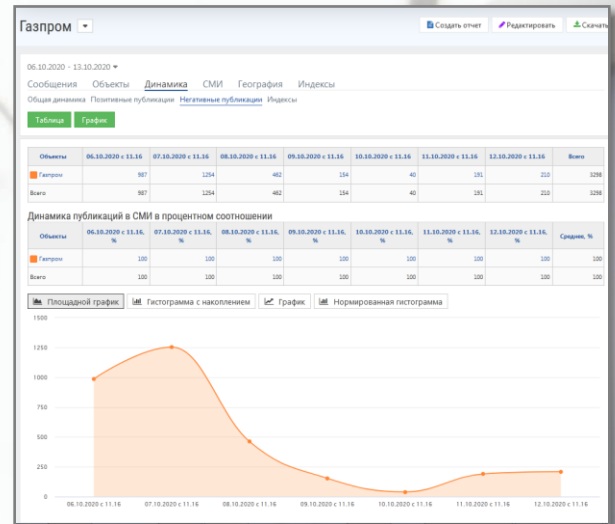 Газпром
Создать отчет Редактировать Скачать
06.10.2020 - 13.10.2020
Сообщения Объекты Динамика СМИ География Индексы
Общая динамика Позитивные публикации Негативные публикации Индексы
Таблица График
Объекты 06.10.2020 с 11.16 07.10.2020 с 11.16 08.10.2020 с 11.16 09.10.2020 с 11.16 10.10.2020 с 11.16 11.10.2020 с 11.16 12.10.2020 с 11.16 Всего
Газпром 987 1254 462 154 40 191 210 3298
Всего 987 1254 462 154 40 191 210 3298
Динамика публикаций в СМИ в процентном соотношении
Объекты 06.10.2020 с 11.16, % 07.10.2020 с 11.16, % 08.10.2020 с 11.16, % 09.10.2020 с 11.16, % 10.10.2020 с 11.16, % 11.10.2020 с 11.16, % 12.10.2020 с 11.16, % Среднее, %
Газпром 100 100 100 100 100 100 100 100
Всего 100 100 100 100 100 100 100 100
Площадной график Гистограмма с накоплением График Нормированная гистограмма
1500
1250
1000
750
500
250
0
06.10.2020 с 11.16 07.10.2020 с 11.16 08.10.2020 с 11.16 09.10.2020 с 11.16 10.10.2020 с 11.16 11.10.2020 с 11.16 12.10.2020 с 11.16